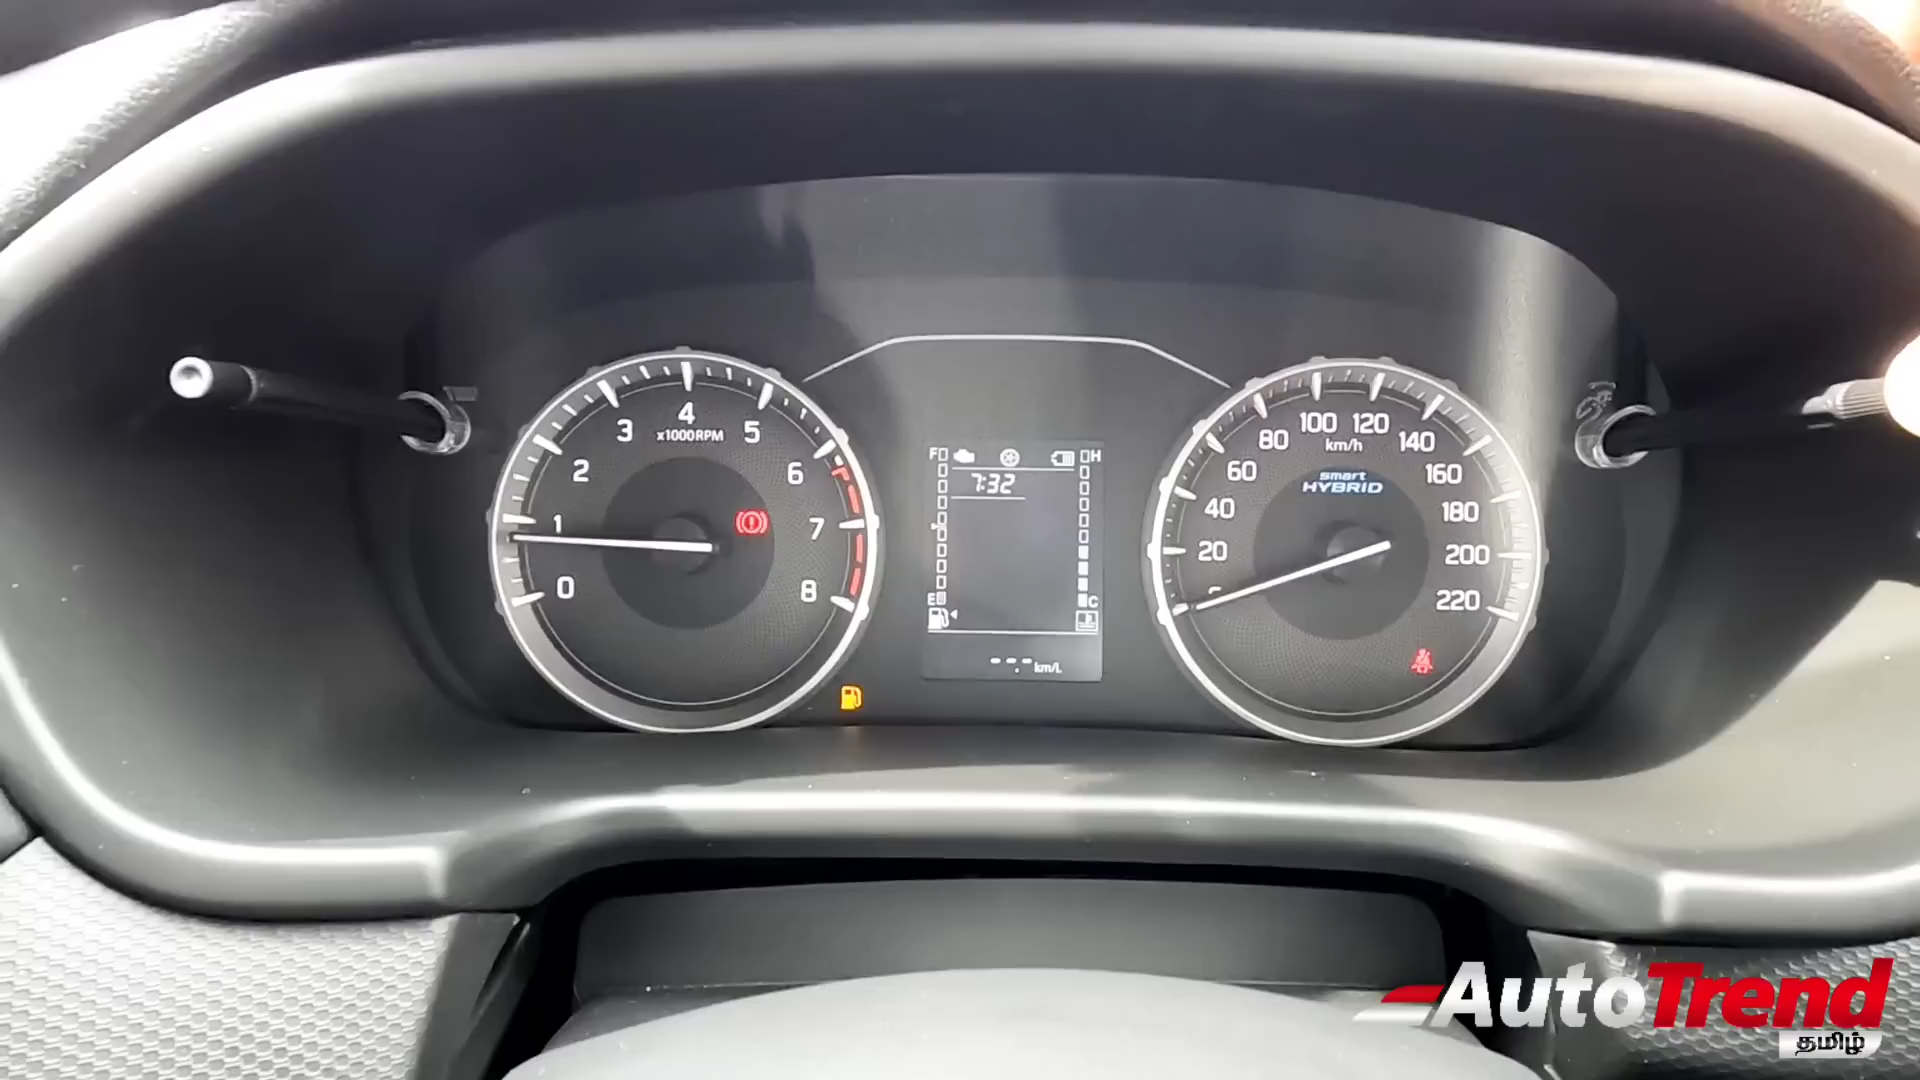 0
1
2
3
4
x1000RPM
5
6
7
8
F
H
7:32
E
C
--.- km/L
20
40
60
80
100
120
km/h
140
160
180
200
220
smart
HYBRID
AutoTrend
தமிழ்